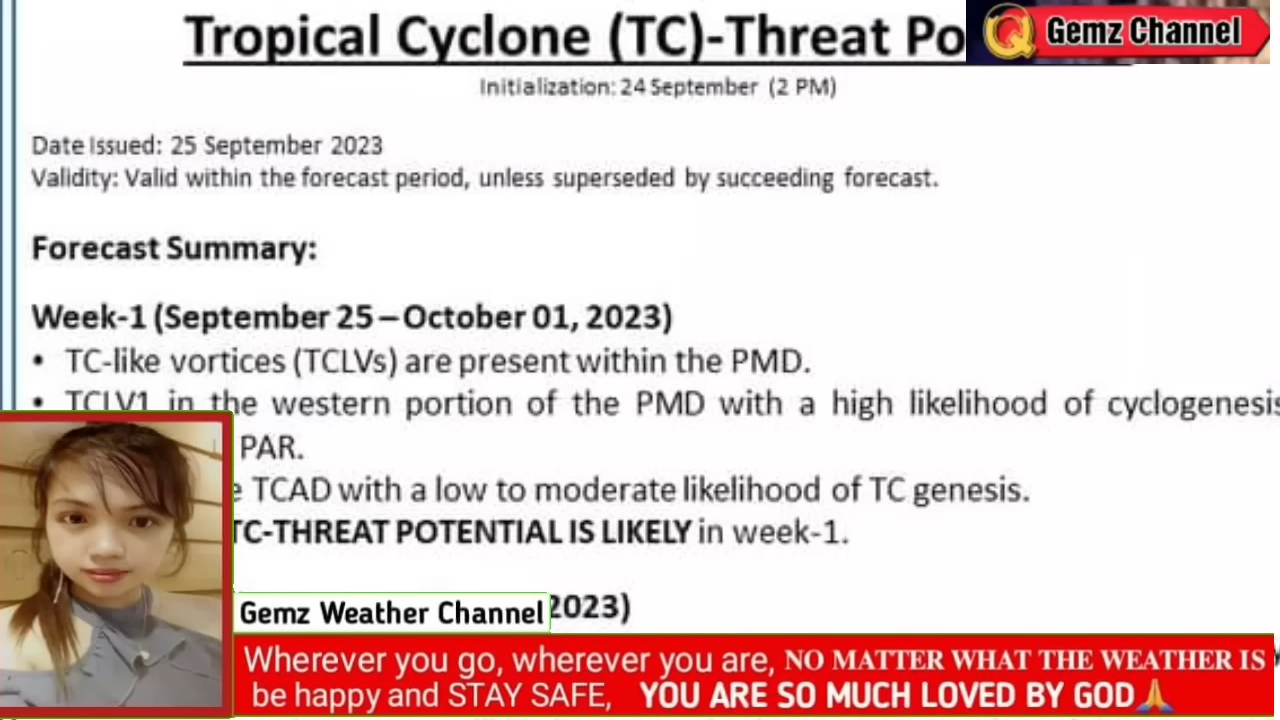 Tropical Cyclone (TC)-Threat
Gemz Channel
Initialization: 24 September (2 PM)
Date Issued: 25 September 2023
Validity: Valid within the forecast period, unless superseded by succeeding forecast.
Forecast Summary:
Week-1 (September 25 – October 01, 2023)
• TC-like vortices (TCLVs) are present within the PMD.
• TCLV1 in the western portion of the PMD with a high likelihood of cyclogenesis
PAR.
TCAD with a low to moderate likelihood of TC genesis.
TC-THREAT POTENTIAL IS LIKELY in week-1.
2023)
Gemz Weather Channel
Wherever you go, wherever you are, NO MATTER WHAT THE WEATHER IS
be happy and STAY SAFE, YOU ARE SO MUCH LOVED BY GOD🙏